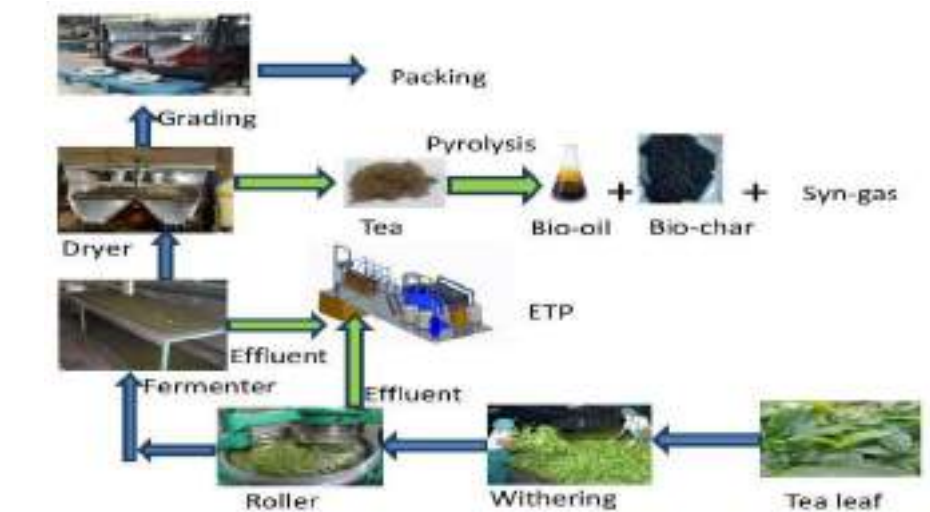 Packing
Grading
Pyrolysis
Syn-gas
Tea
Bio-oil
+
Bio-char
+
Dryer
ETP
Effluent
Fermenter
Effluent
Roller
Withering
Tea leaf